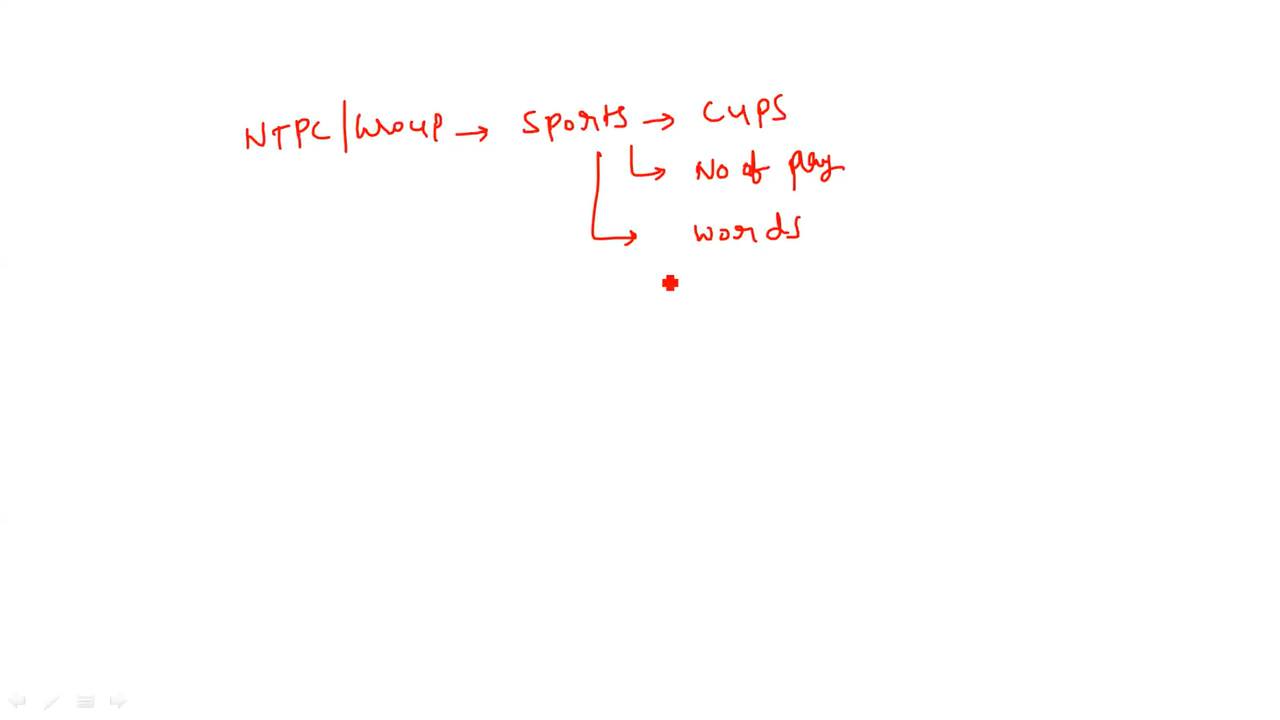 NTPC|Group → Sports → CUPS
No of play
words